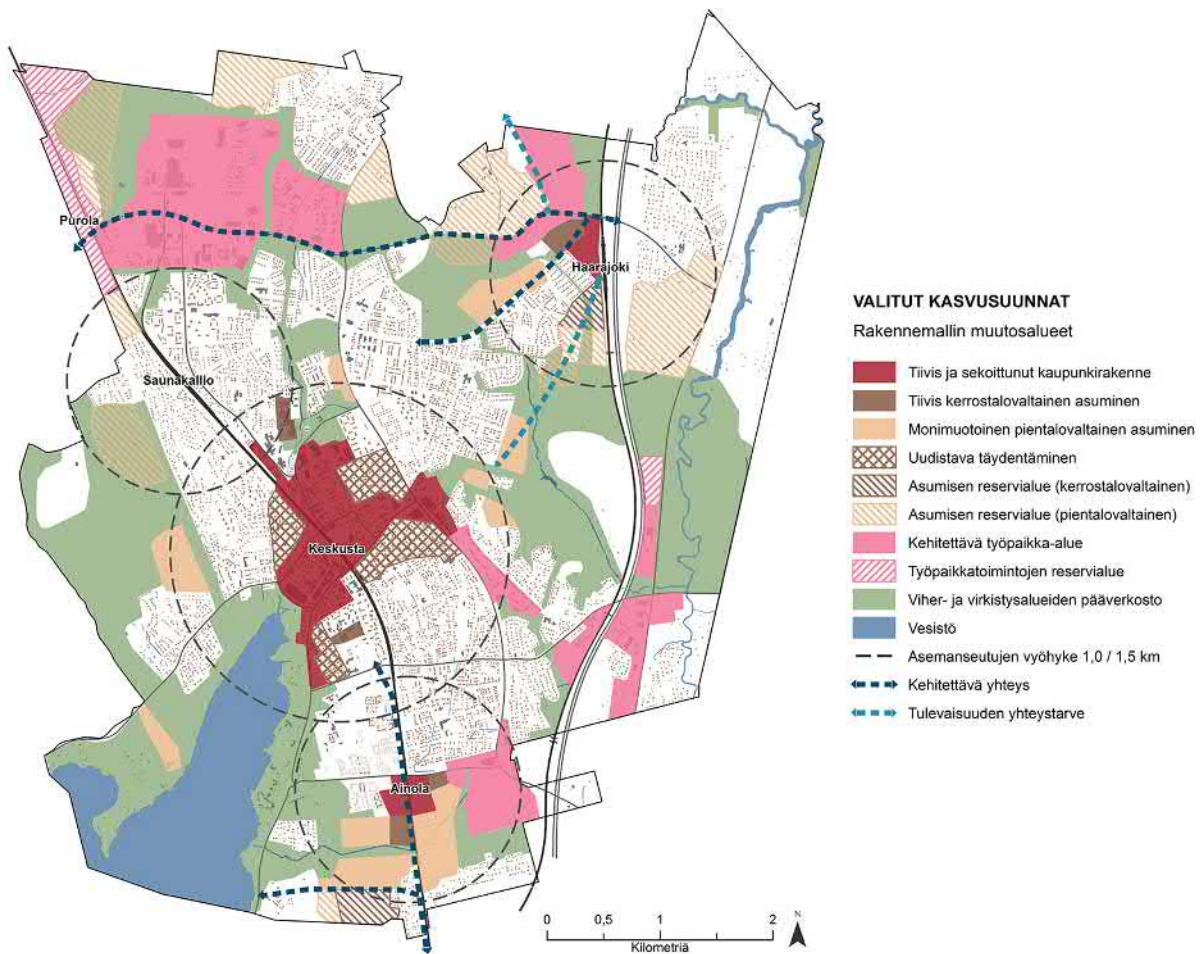 Purola
Haarajoki
Saunakallio
Keskusta
Ainola
VALITUT KASVUSUUNNAT
Rakennemallin muutosalueet
Tiivis ja sekoittunut kaupunkirakenne
Tiivis kerrostalovaltainen asuminen
Monimuotoinen pientalovaltainen asuminen
Uudistava täydentäminen
Asumisen reservialue (kerrostalovaltainen)
Asumisen reservialue (pientalovaltainen)
Kehitettävä työpaikka-alue
Työpaikkatoimintojen reservialue
Viher- ja virkistysalueiden pääverkosto
Vesistö
Asemanseutujen vyöhyke 1,0 / 1,5 km
Kehitettävä yhteys
Tulevaisuuden yhteystarve
0 0,5 1 2
Kilometriä
N